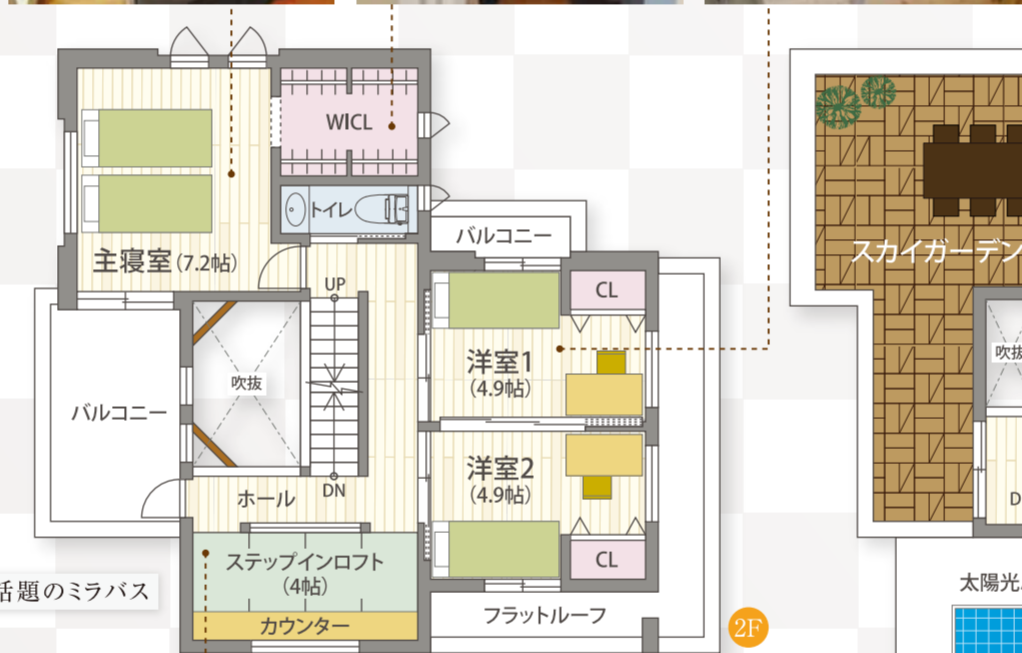 WICL
トイレ
主寝室(7.2帖)
バルコニー
UP
CL
スカイガーデン
吹抜
洋室1
(4.9帖)
バルコニー
吹抜
洋室2
(4.9帖)
DN
ホール
D
CL
ステップインロフト
(4帖)
カウンター
話題のミラバス
フラットルーフ
2F
太陽光